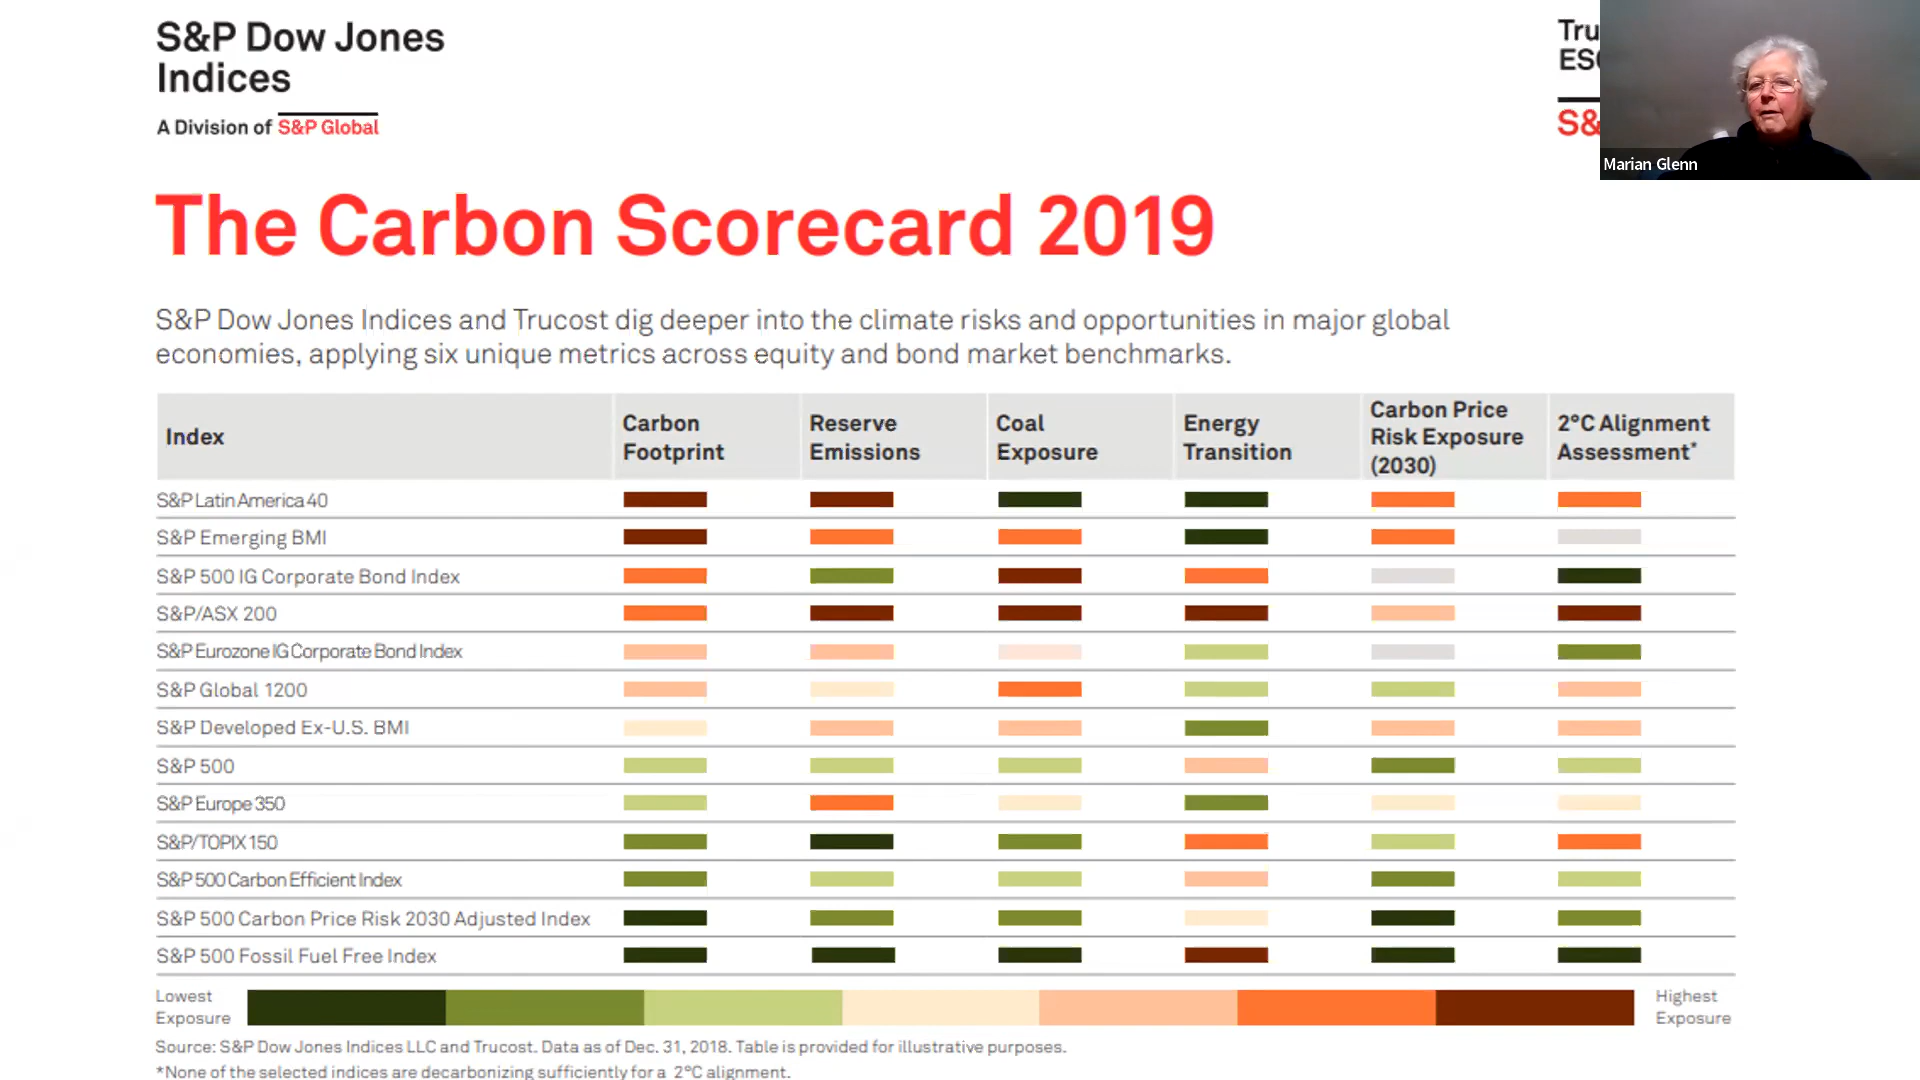 S&P Dow Jones
Indices
A Division of S&P Global
Tru
ES
S&
Marian Glenn
The Carbon Scorecard 2019
S&P Dow Jones Indices and Trucost dig deeper into the climate risks and opportunities in major global
economies, applying six unique metrics across equity and bond market benchmarks.
Index
Carbon
Footprint
Reserve
Emissions
Coal
Exposure
Energy
Transition
Carbon Price
Risk Exposure
(2030)
2°C Alignment
Assessment*
S&P Latin America 40
S&P Emerging BMI
S&P 500 IG Corporate Bond Index
S&P/ASX 200
S&P Eurozone IG Corporate Bond Index
S&P Global 1200
S&P Developed Ex-U.S. BMI
S&P 500
S&P Europe 350
S&P/TOPIX 150
S&P 500 Carbon Efficient Index
S&P 500 Carbon Price Risk 2030 Adjusted Index
S&P 500 Fossil Fuel Free Index
Lowest
Exposure
Highest
Exposure
Source: S&P Dow Jones Indices LLC and Trucost. Data as of Dec. 31, 2018. Table is provided for illustrative purposes.
*None of the selected indices are decarbonizing sufficiently for a 2°C alignment.